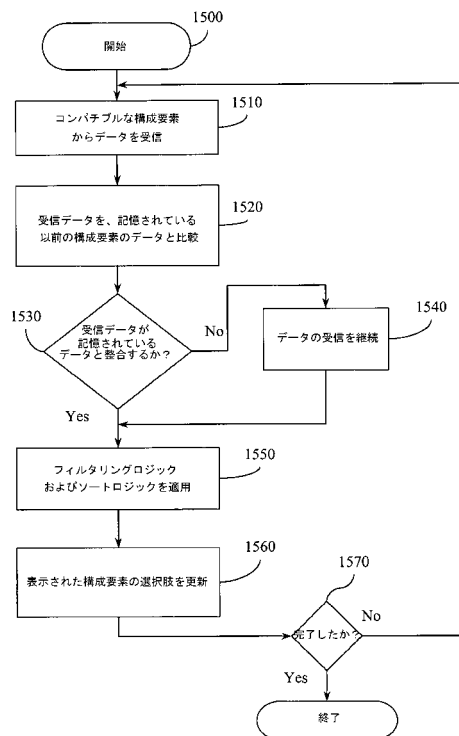 1500
開始
1510
コンパチブルな構成要素
からデータを受信
1520
受信データを、記憶されている
以前の構成要素のデータと比較
1530
受信データが
記憶されている
データと整合するか？
No
1540
データの受信を継続
Yes
1550
フィルタリングロジック
およびソートロジックを適用
1560
表示された構成要素の選択肢を更新
1570
完了したか？
No
Yes
終了